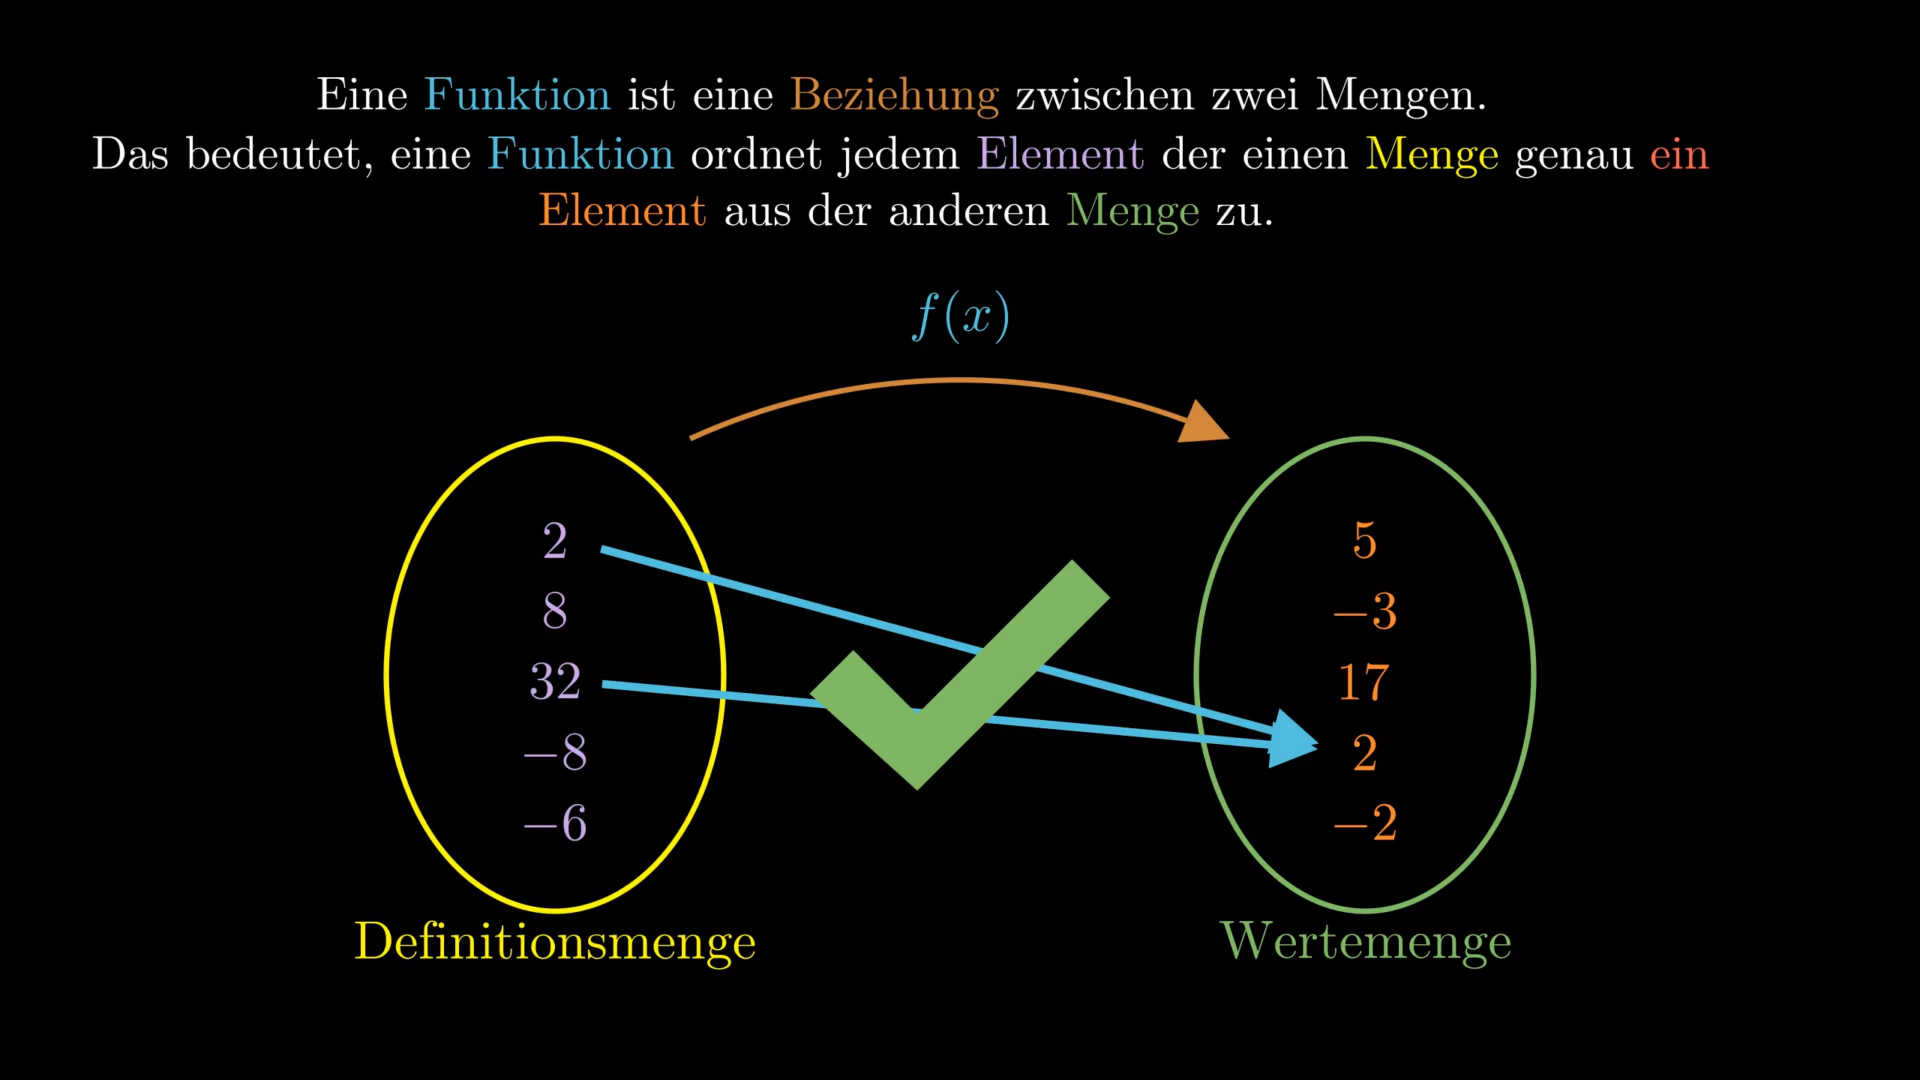 Eine Funktion ist eine Beziehung zwischen zwei Mengen.
Das bedeutet, eine Funktion ordnet jedem Element der einen Menge genau ein
Element aus der anderen Menge zu.
f(x)
2
8
32
−8
−6
5
−3
17
2
−2
Definitionsmenge
Wertemenge